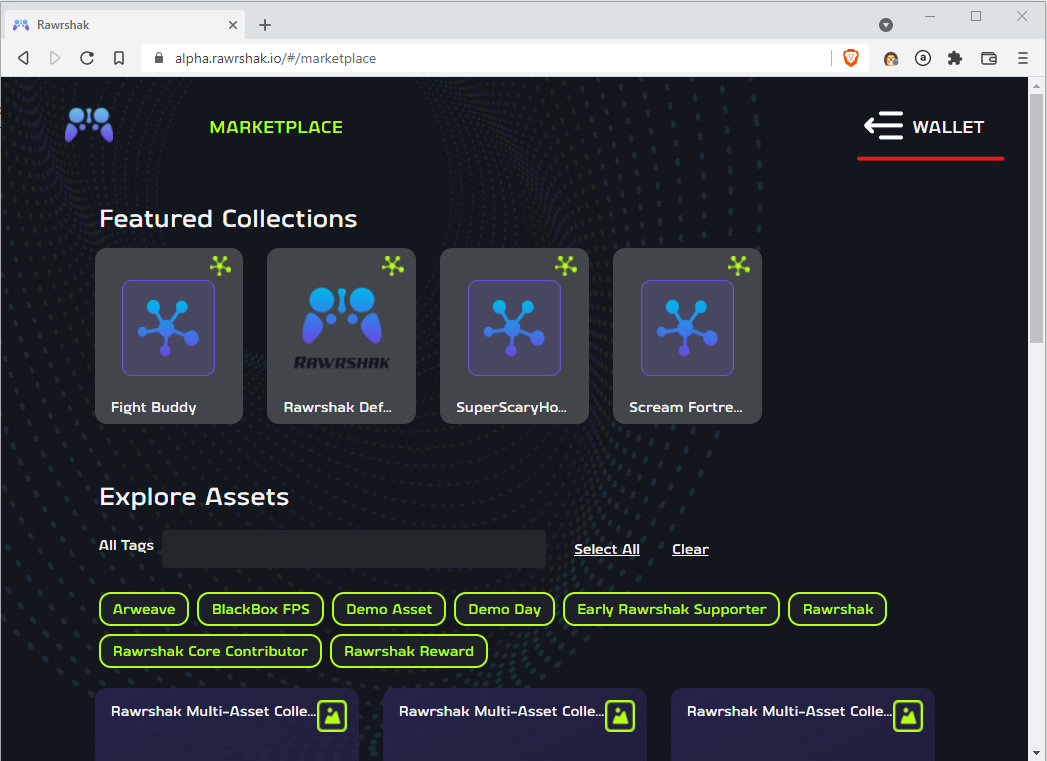 Rawrshak
alpha.rawrshak.io/#/marketplace
MARKETPLACE
WALLET
Featured Collections
Fight Buddy
RAWRSHAK
Rawrshak Def...
SuperScaryHo...
Scream Fortre...
Explore Assets
All Tags
Select All
Clear
Arweave
BlackBox FPS
Demo Asset
Demo Day
Early Rawrshak Supporter
Rawrshak
Rawrshak Core Contributor
Rawrshak Reward
Rawrshak Multi-Asset Colle...
Rawrshak Multi-Asset Colle...
Rawrshak Multi-Asset Colle...